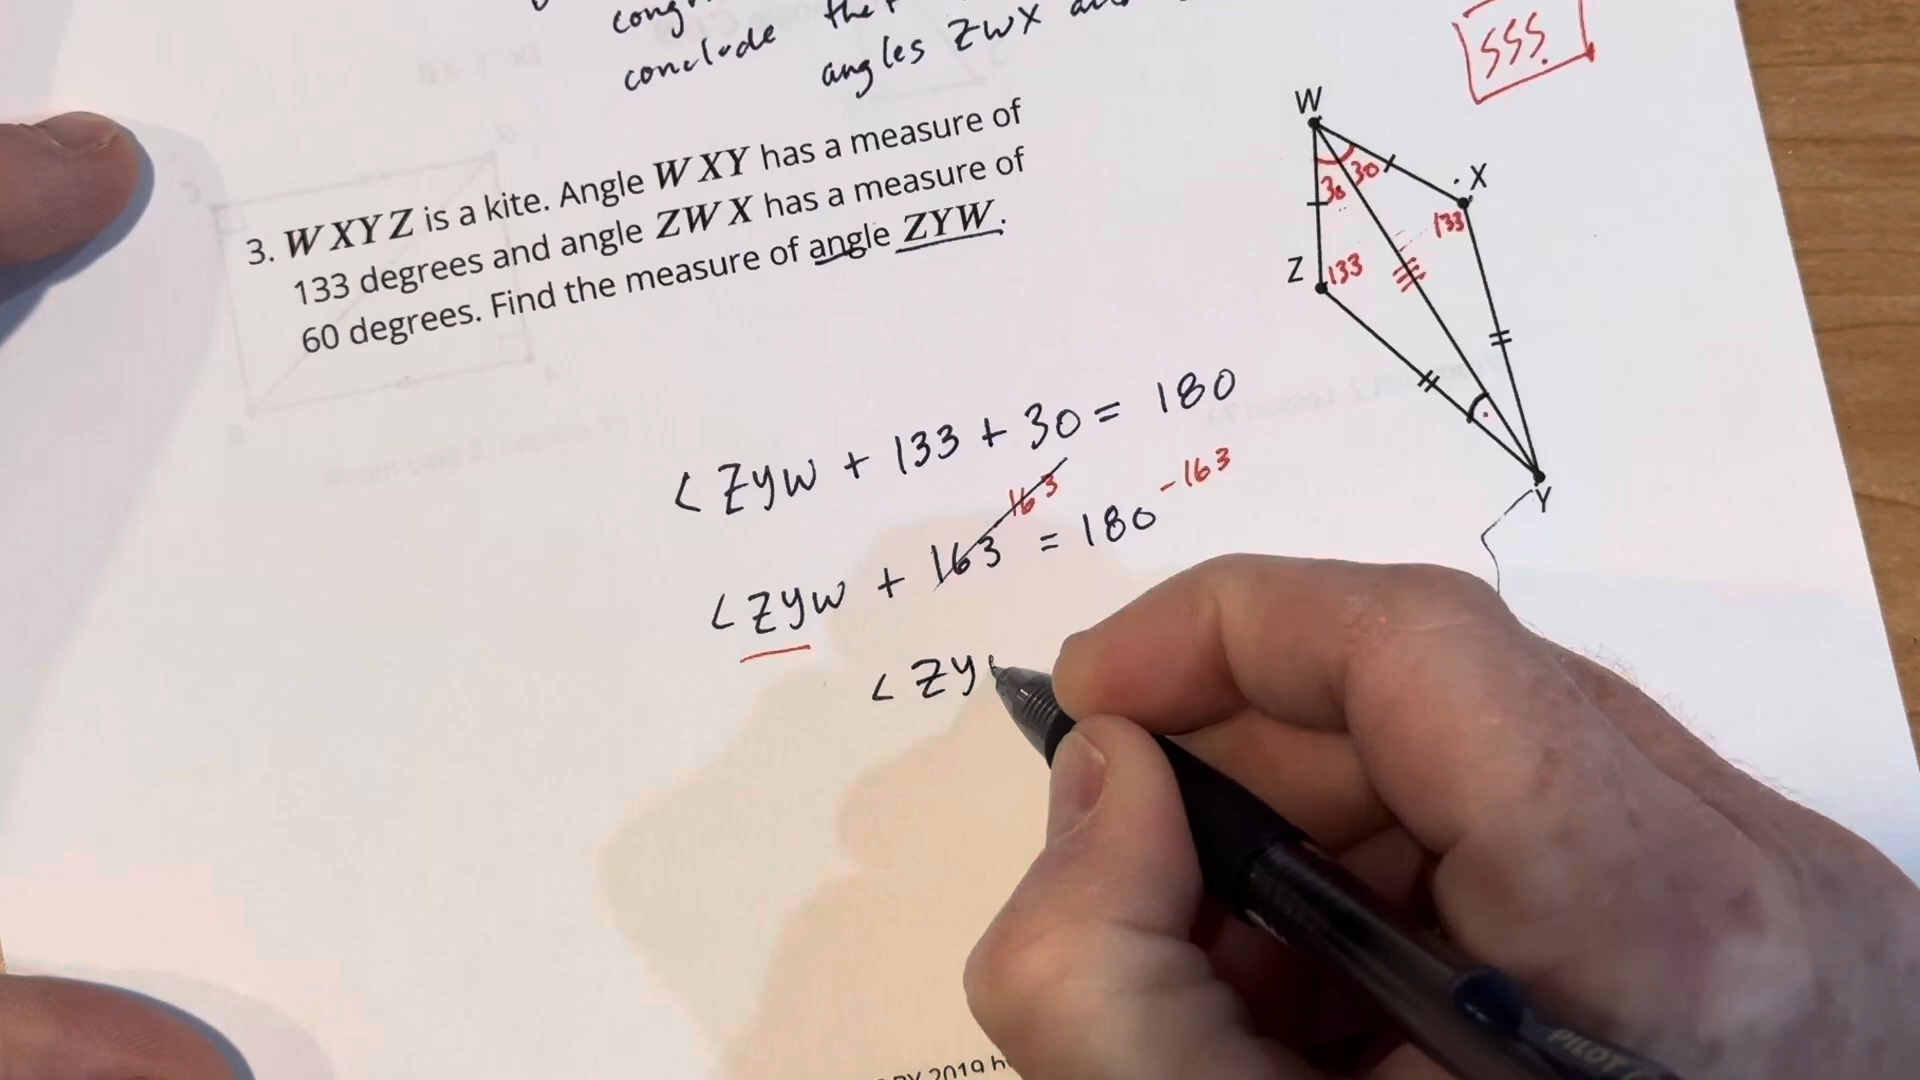 conclude the
angles ZWX
SSS.
3. WXYZ is a kite. Angle WXY has a measure of
133 degrees and angle ZWX has a measure of
60 degrees. Find the measure of angle ZYW.
W
X
30
30
133
Z
133
Y
< ZYW + 133 + 30 = 180
163 -163
< ZYW + 163 = 180
< ZY
2019
PILOT